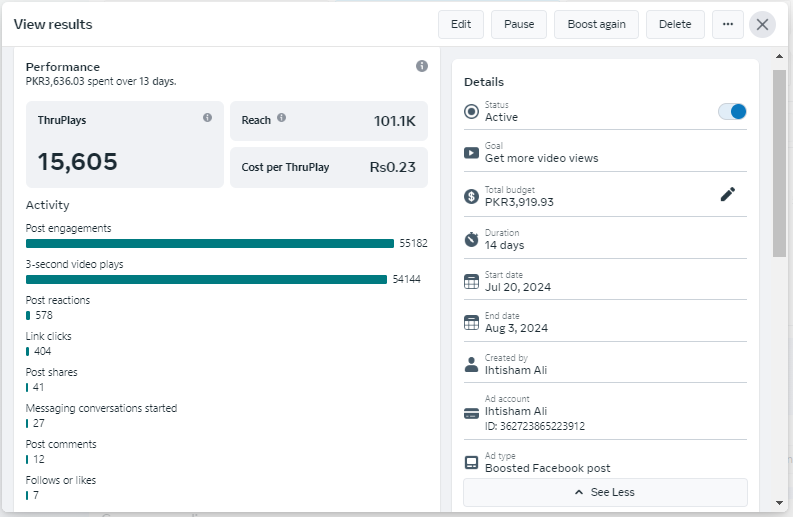 View results
Edit
Pause
Boost again
Delete
Performance
PKR3,636.03 spent over 13 days.
ThruPlays
15,605
Reach
101.1K
Cost per ThruPlay
Rs0.23
Activity
Post engagements
55182
3-second video plays
54144
Post reactions
578
Link clicks
404
Post shares
41
Messaging conversations started
27
Post comments
12
Follows or likes
7
Details
Status
Active
Goal
Get more video views
Total budget
PKR3,919.93
Duration
14 days
Start date
Jul 20, 2024
End date
Aug 3, 2024
Created by
Ihtisham Ali
Ad account
Ihtisham Ali
ID: 362723865223912
Ad type
Boosted Facebook post
See Less